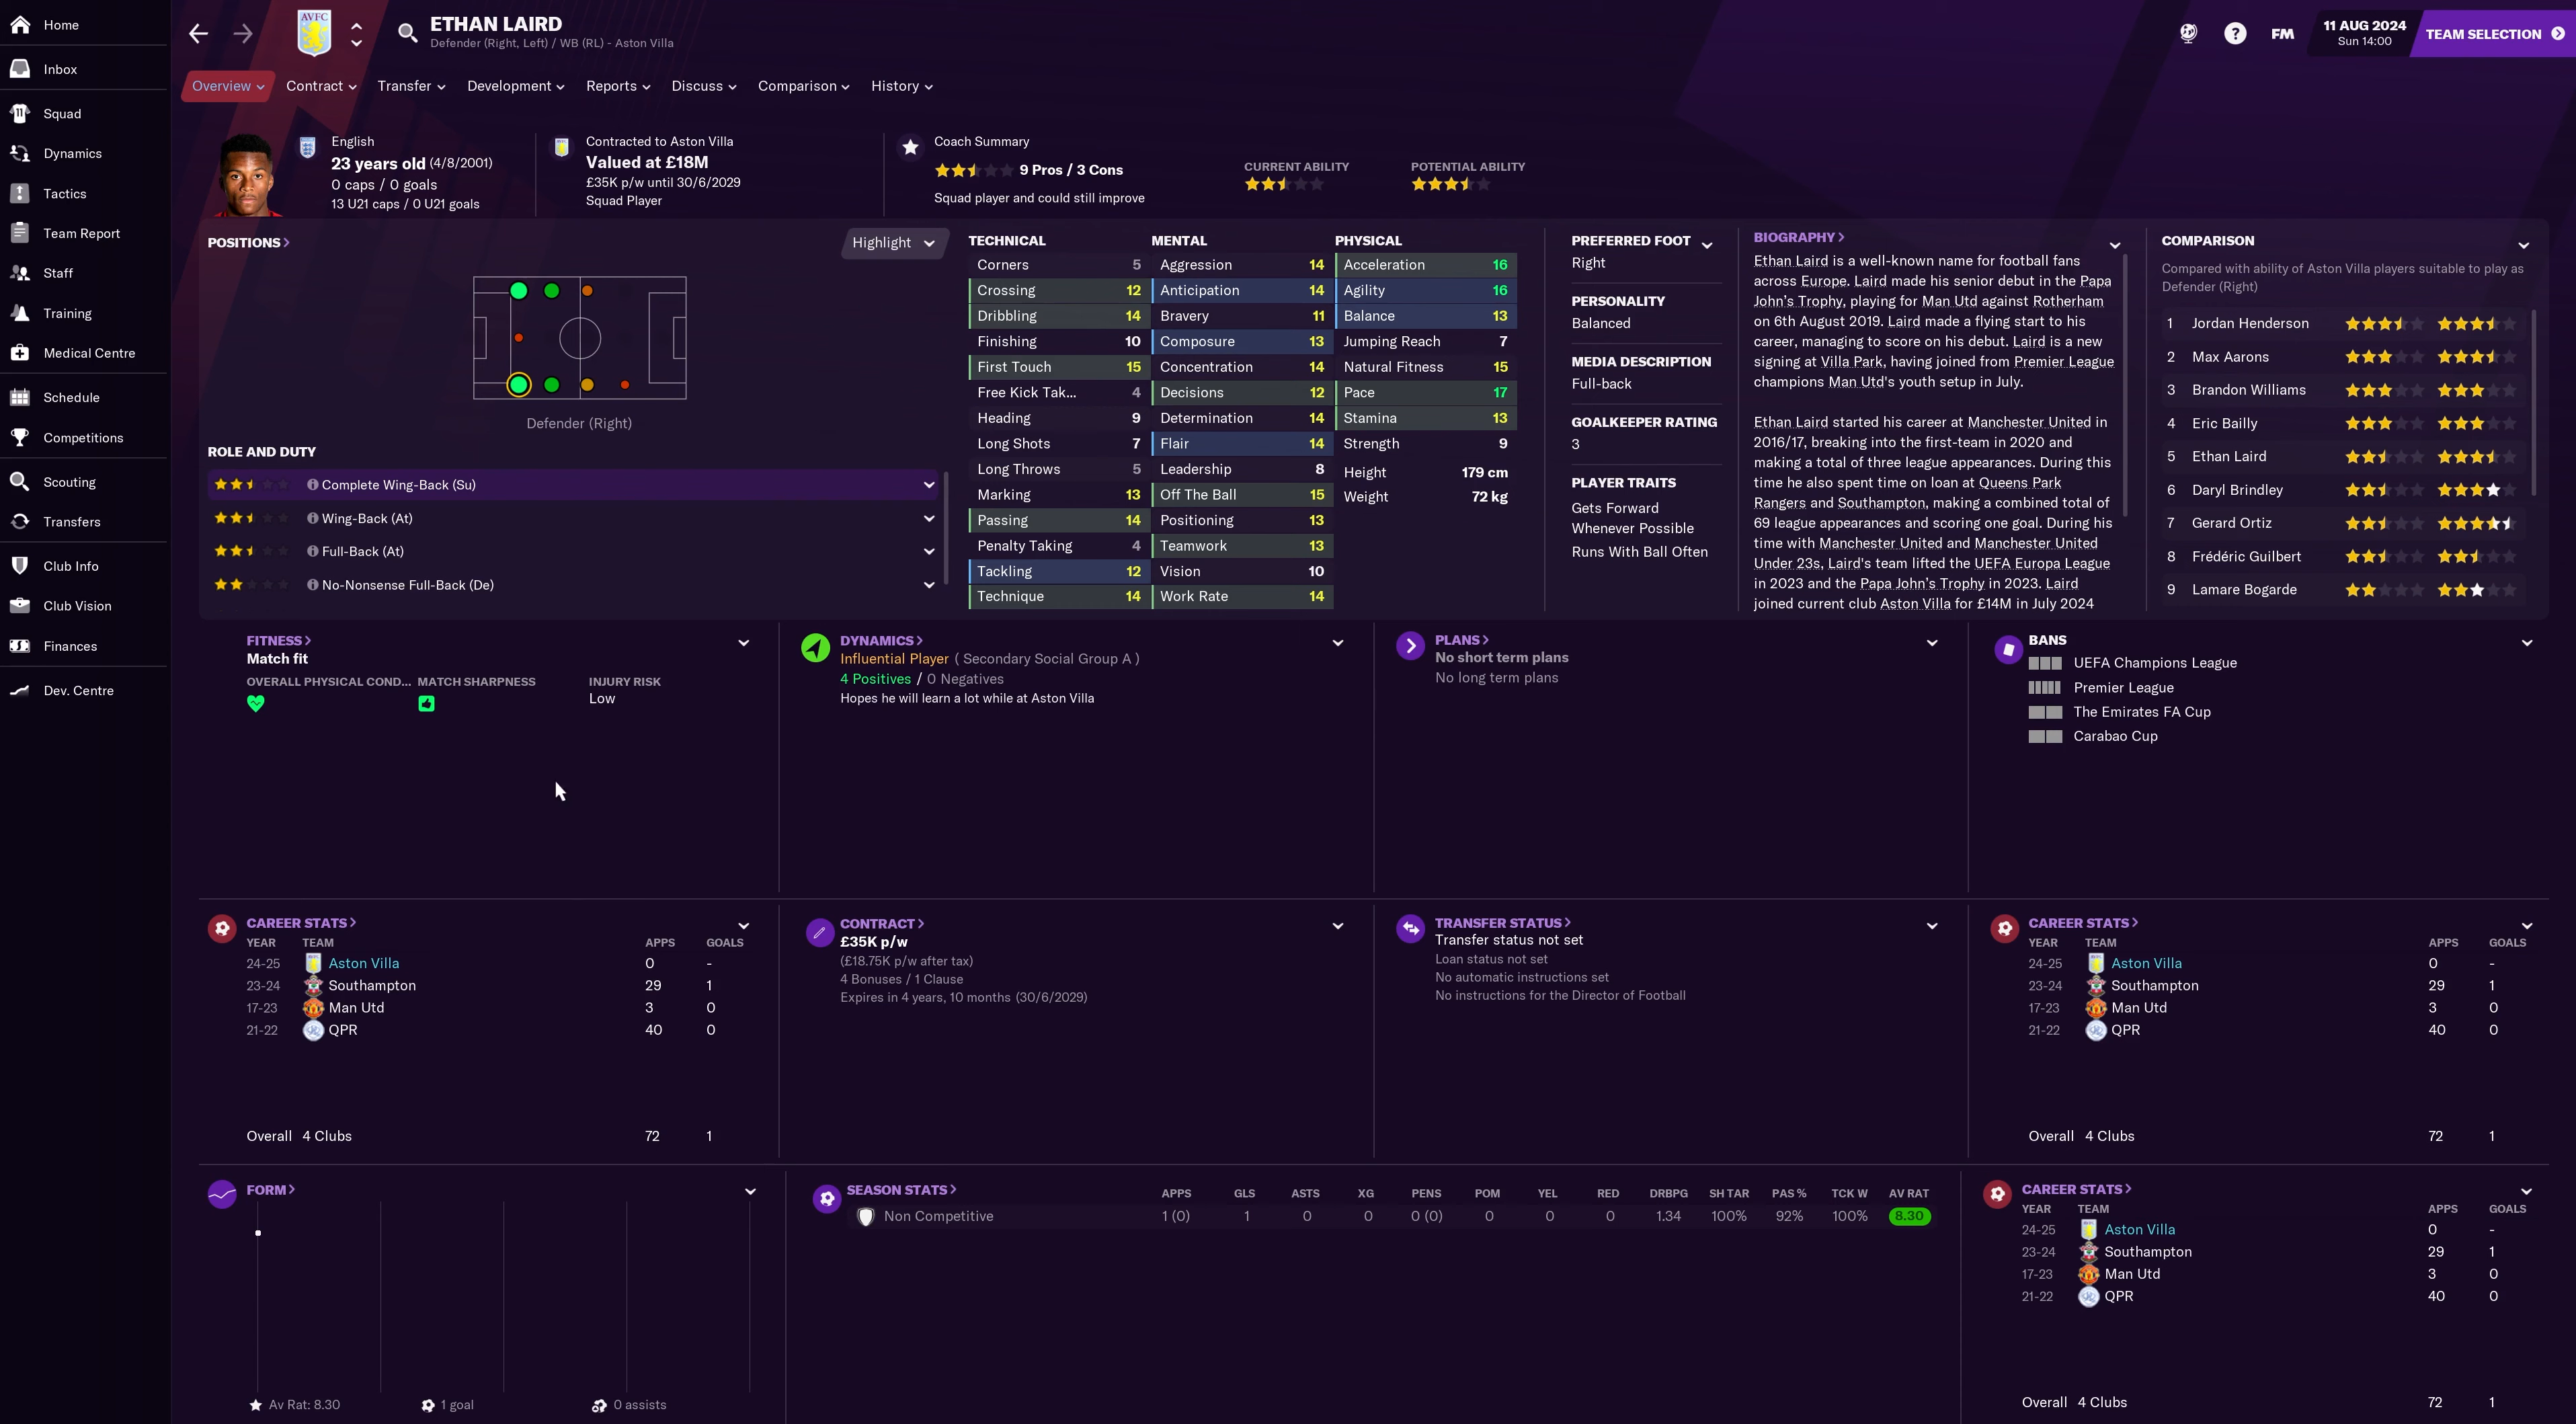 Home
Inbox
Squad
Dynamics
Tactics
Team Report
Staff
Training
Medical Centre
Schedule
Competitions
Scouting
Transfers
Club Info
Club Vision
Finances
Dev. Centre
AVFC
ETHAN LAIRD
Defender (Right, Left) / WB (RL) - Aston Villa
? FM
11 AUG 2024
Sun 14:00
TEAM SELECTION
Overview Contract Transfer Development Reports Discuss Comparison History
English
23 years old (4/8/2001)
0 caps / 0 goals
13 U21 caps / 0 U21 goals
Contracted to Aston Villa
Valued at £18M
£35K p/w until 30/6/2029
Squad Player
Coach Summary
9 Pros / 3 Cons
Squad player and could still improve
CURRENT ABILITY
POTENTIAL ABILITY
POSITIONS
Highlight
Defender (Right)
ROLE AND DUTY
Complete Wing-Back (Su)
Wing-Back (At)
Full-Back (At)
No-Nonsense Full-Back (De)
TECHNICAL
Corners 5
Crossing 12
Dribbling 14
Finishing 10
First Touch 15
Free Kick Tak... 4
Heading 9
Long Shots 7
Long Throws 5
Marking 13
Passing 14
Penalty Taking 4
Tackling 12
Technique 14
MENTAL
Aggression 14
Anticipation 14
Bravery 11
Composure 13
Concentration 14
Decisions 12
Determination 14
Flair 14
Leadership 8
Off The Ball 15
Positioning 13
Teamwork 13
Vision 10
Work Rate 14
PHYSICAL
Acceleration 16
Agility 16
Balance 13
Jumping Reach 7
Natural Fitness 15
Pace 17
Stamina 13
Strength 9
Height 179 cm
Weight 72 kg
PREFERRED FOOT
Right
PERSONALITY
Balanced
MEDIA DESCRIPTION
Full-back
GOALKEEPER RATING
3
PLAYER TRAITS
Gets Forward
Whenever Possible
Runs With Ball Often
BIOGRAPHY
Ethan Laird is a well-known name for football fans
across Europe. Laird made his senior debut in the Papa
John's Trophy, playing for Man Utd against Rotherham
on 6th August 2019. Laird made a flying start to his
career, managing to score on his debut. Laird is a new
signing at Villa Park, having joined from Premier League
champions Man Utd's youth setup in July.
Ethan Laird started his career at Manchester United in
2016/17, breaking into the first-team in 2020 and
making a total of three league appearances. During this
time he also spent time on loan at Queens Park
Rangers and Southampton, making a combined total of
69 league appearances and scoring one goal. During his
time with Manchester United and Manchester United
Under 23s, Laird's team lifted the UEFA Europa League
in 2023 and the Papa John's Trophy in 2023. Laird
joined current club Aston Villa for £14M in July 2024
COMPARISON
Compared with ability of Aston Villa players suitable to play as
Defender (Right)
1 Jordan Henderson
2 Max Aarons
3 Brandon Williams
4 Eric Bailly
5 Ethan Laird
6 Daryl Brindley
7 Gerard Ortiz
8 Frédéric Guilbert
9 Lamare Bogarde
FITNESS
Match fit
OVERALL PHYSICAL COND... MATCH SHARPNESS INJURY RISK
Low
DYNAMICS
Influential Player ( Secondary Social Group A )
4 Positives / 0 Negatives
Hopes he will learn a lot while at Aston Villa
PLANS
No short term plans
No long term plans
BANS
UEFA Champions League
Premier League
The Emirates FA Cup
Carabao Cup
CAREER STATS
YEAR TEAM APPS GOALS
24-25 Aston Villa 0 -
23-24 Southampton 29 1
17-23 Man Utd 3 0
21-22 QPR 40 0
Overall 4 Clubs 72 1
CONTRACT
£35K p/w
(£18.75K p/w after tax)
4 Bonuses / 1 Clause
Expires in 4 years, 10 months (30/6/2029)
TRANSFER STATUS
Transfer status not set
Loan status not set
No automatic instructions set
No instructions for the Director of Football
CAREER STATS
YEAR TEAM APPS GOALS
24-25 Aston Villa 0 -
23-24 Southampton 29 1
17-23 Man Utd 3 0
21-22 QPR 40 0
Overall 4 Clubs 72 1
FORM
Av Rat: 8.30 1 goal 0 assists
SEASON STATS APPS GLS ASTS XG PENS POM YEL RED DRBPG SH TAR PAS % TCK W AV RAT
Non Competitive 1 (0) 1 0 0 0 (0) 0 0 0 1.34 100% 92% 100% 8.30
CAREER STATS
YEAR TEAM APPS GOALS
24-25 Aston Villa 0 -
23-24 Southampton 29 1
17-23 Man Utd 3 0
21-22 QPR 40 0
Overall 4 Clubs 72 1